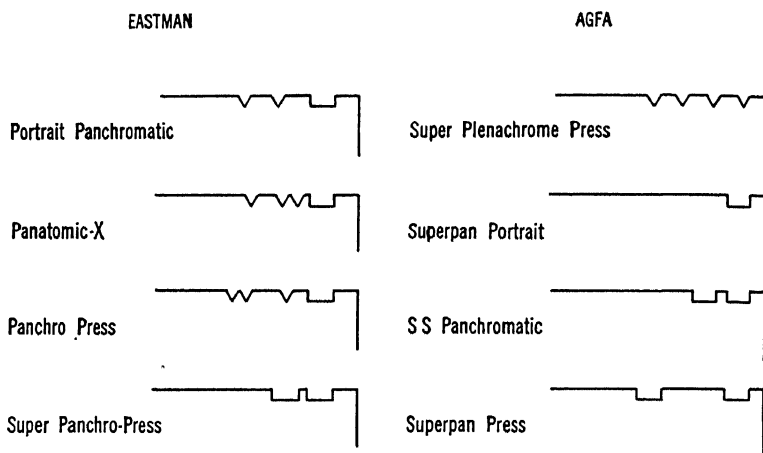 EASTMAN
AGFA
Portrait Panchromatic
Super Plenachrome Press
Panatomic-X
Superpan Portrait
Panchro Press
S S Panchromatic
Super Panchro-Press
Superpan Press